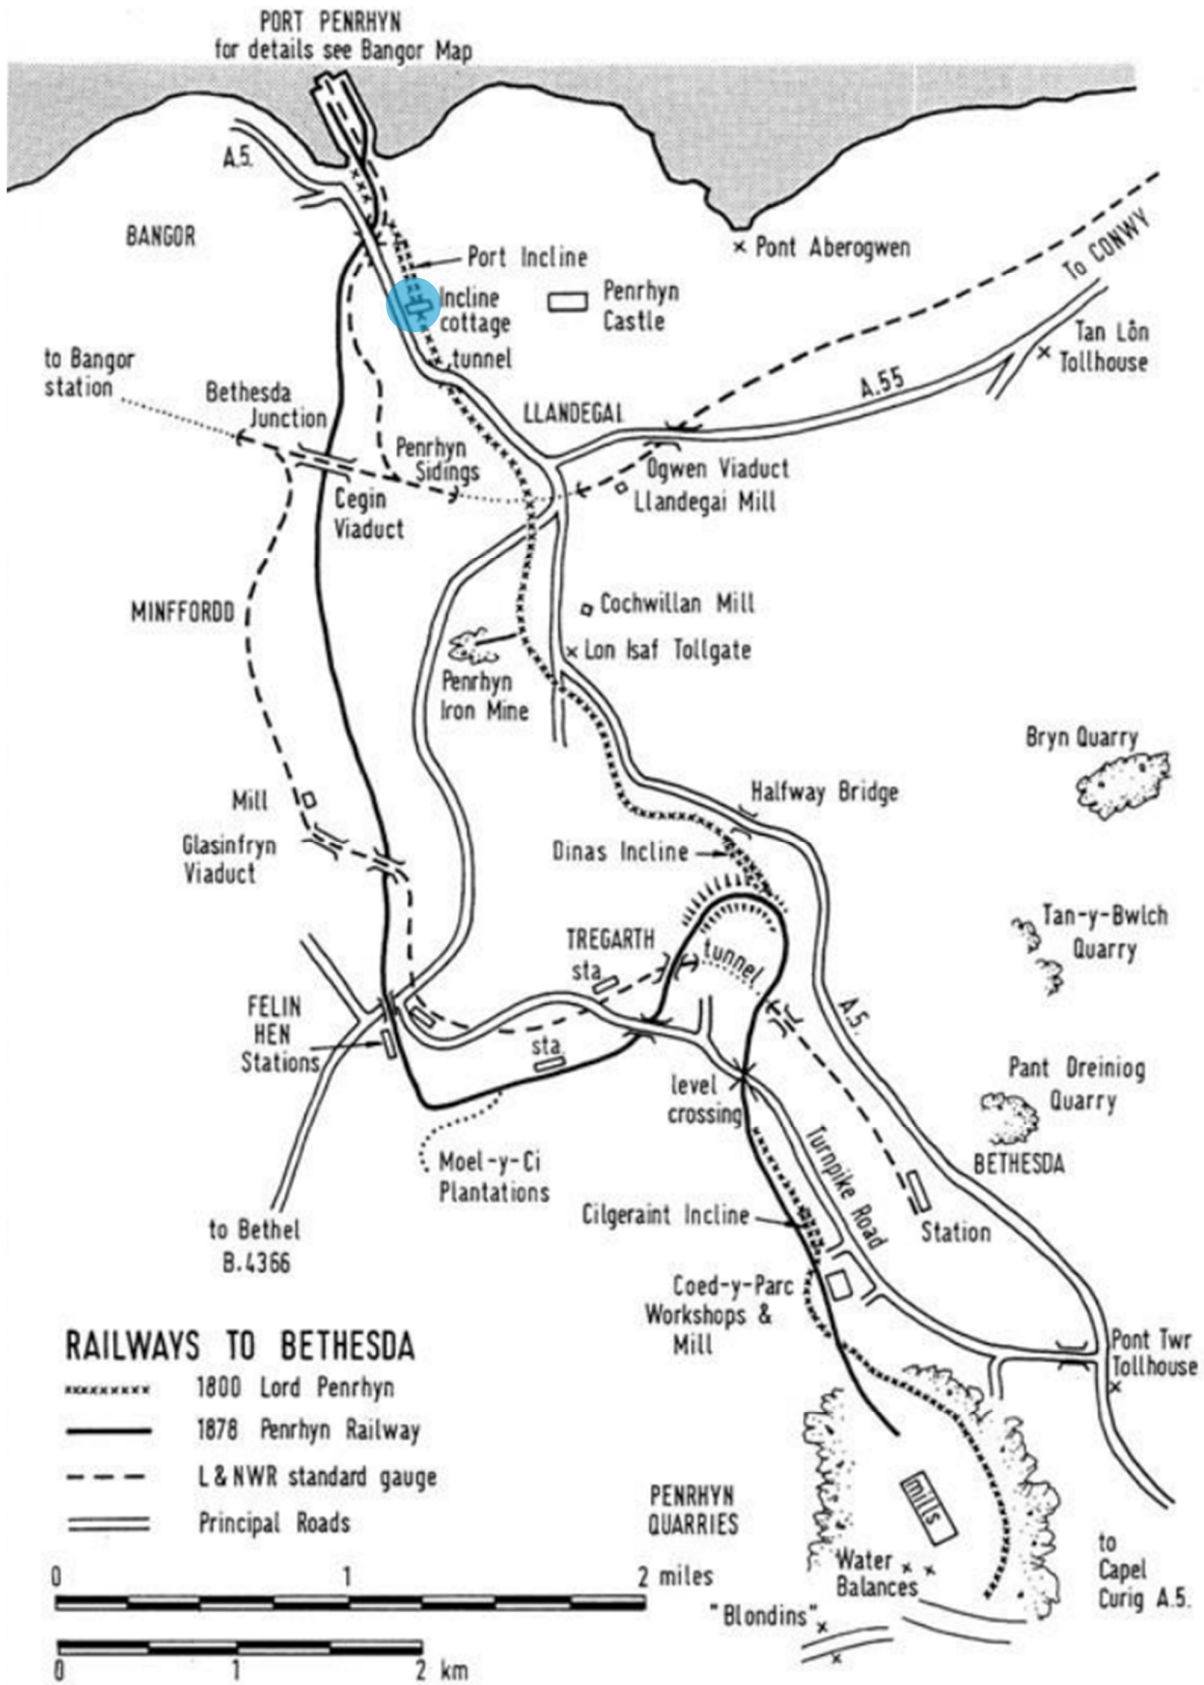 PORT PENRHYN
for details see Bangor Map
A.5.
BANGOR
Port Incline
Pont Aberogwen
To CONWY
Incline
cottage
Penrhyn
Castle
Tan Lôn
Tollhouse
tunnel
to Bangor
station
Bethesda
Junction
A.55
LLANDEGAI
Penrhyn
Sidings
Ogwen Viaduct
Llandegai Mill
Cegin
Viaduct
MINFFORDD
Cochwillan Mill
Lon Isaf Tollgate
Penrhyn
Iron Mine
Bryn Quarry
Mill
Halfway Bridge
Glasinfryn
Viaduct
Dinas Incline
Tan-y-Bwlch
Quarry
TREGARTH
sta.
tunnel
A.5.
FELIN
HEN
Stations
sta.
level
crossing
Pant Dreiniog
Quarry
BETHESDA
Moel-y-Ci
Plantations
Turnpike Road
Cilgeraint Incline
Station
to Bethel
B.4366
Coed-y-Parc
Workshops &
Mill
Pont Twr
Tollhouse
RAILWAYS TO BETHESDA
1800 Lord Penrhyn
1878 Penrhyn Railway
L&NWR standard gauge
Principal Roads
PENRHYN
QUARRIES
mills
Water
Balances
to
Capel
Curig A.5.
"Blondins"
0 1 2 miles
0 1 2 km